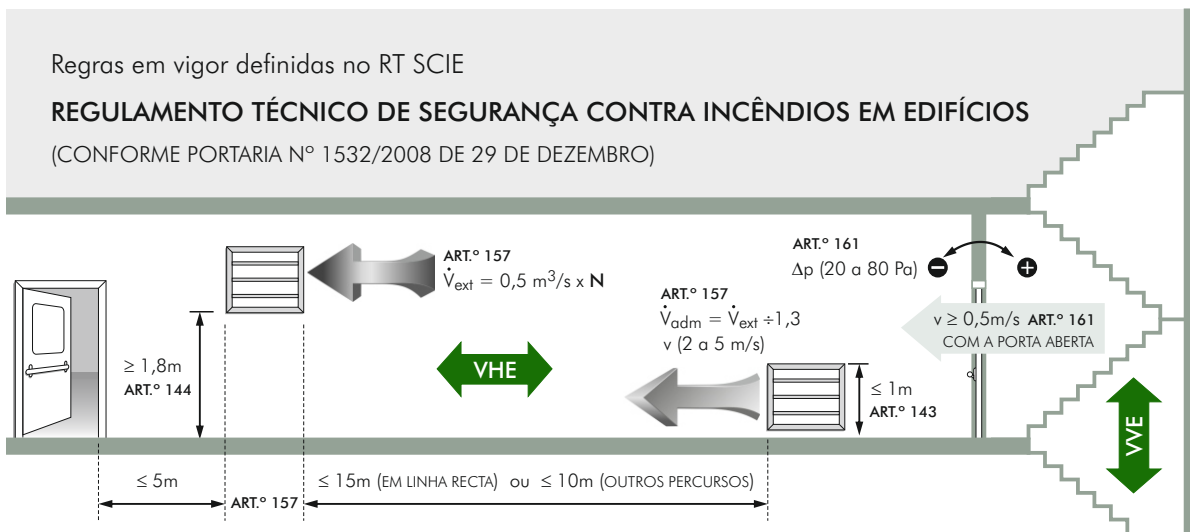 Regras em vigor definidas no RT SCIE
REGULAMENTO TÉCNICO DE SEGURANÇA CONTRA INCÊNDIOS EM EDIFÍCIOS
(CONFORME PORTARIA Nº 1532/2008 DE 29 DE DEZEMBRO)
ART.º 157
V̇ext = 0,5 m³/s x N
ART.º 161
Δp (20 a 80 Pa)
−
+
ART.º 157
V̇adm = V̇ext ÷1,3
v (2 a 5 m/s)
v ≥ 0,5m/s ART.º 161
COM A PORTA ABERTA
≥ 1,8m
ART.º 144
VHE
≤ 1m
ART.º 143
VVE
≤ 5m
ART.º 157
≤ 15m (EM LINHA RECTA) ou ≤ 10m (OUTROS PERCURSOS)